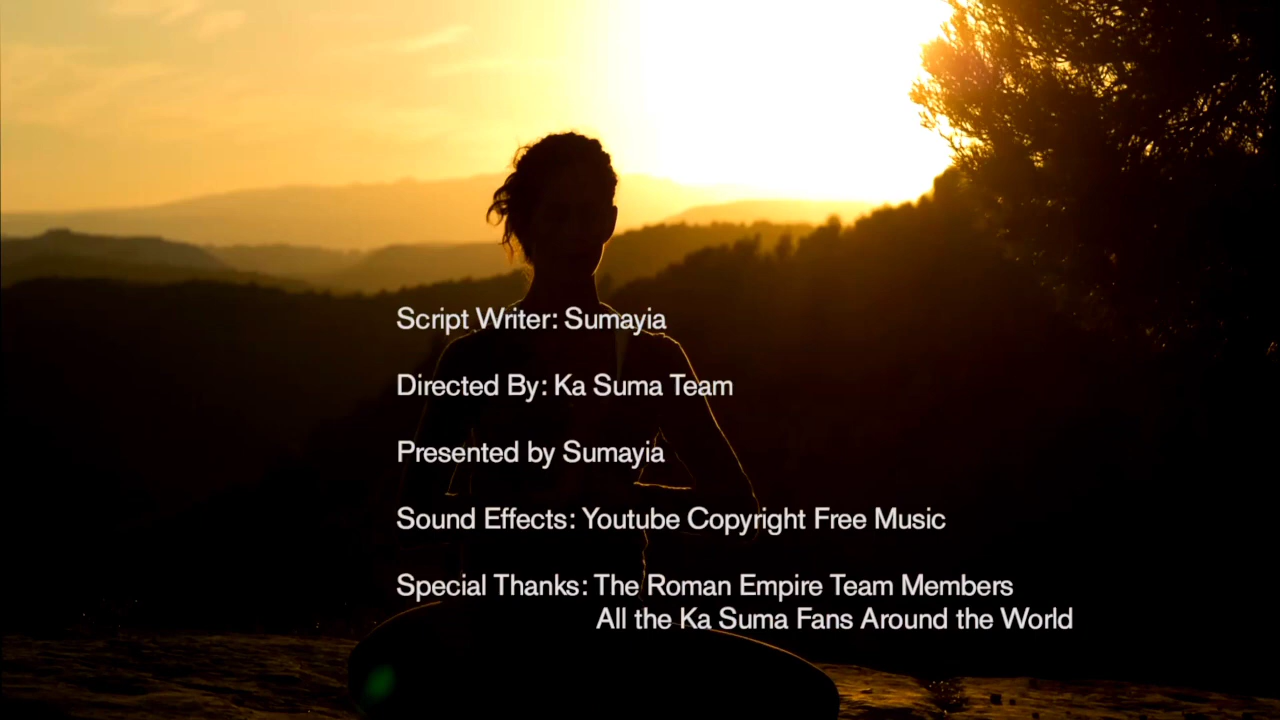 Script Writer: Sumayia
Directed By: Ka Suma Team
Presented by Sumayia
Sound Effects: Youtube Copyright Free Music
Special Thanks: The Roman Empire Team Members
All the Ka Suma Fans Around the World